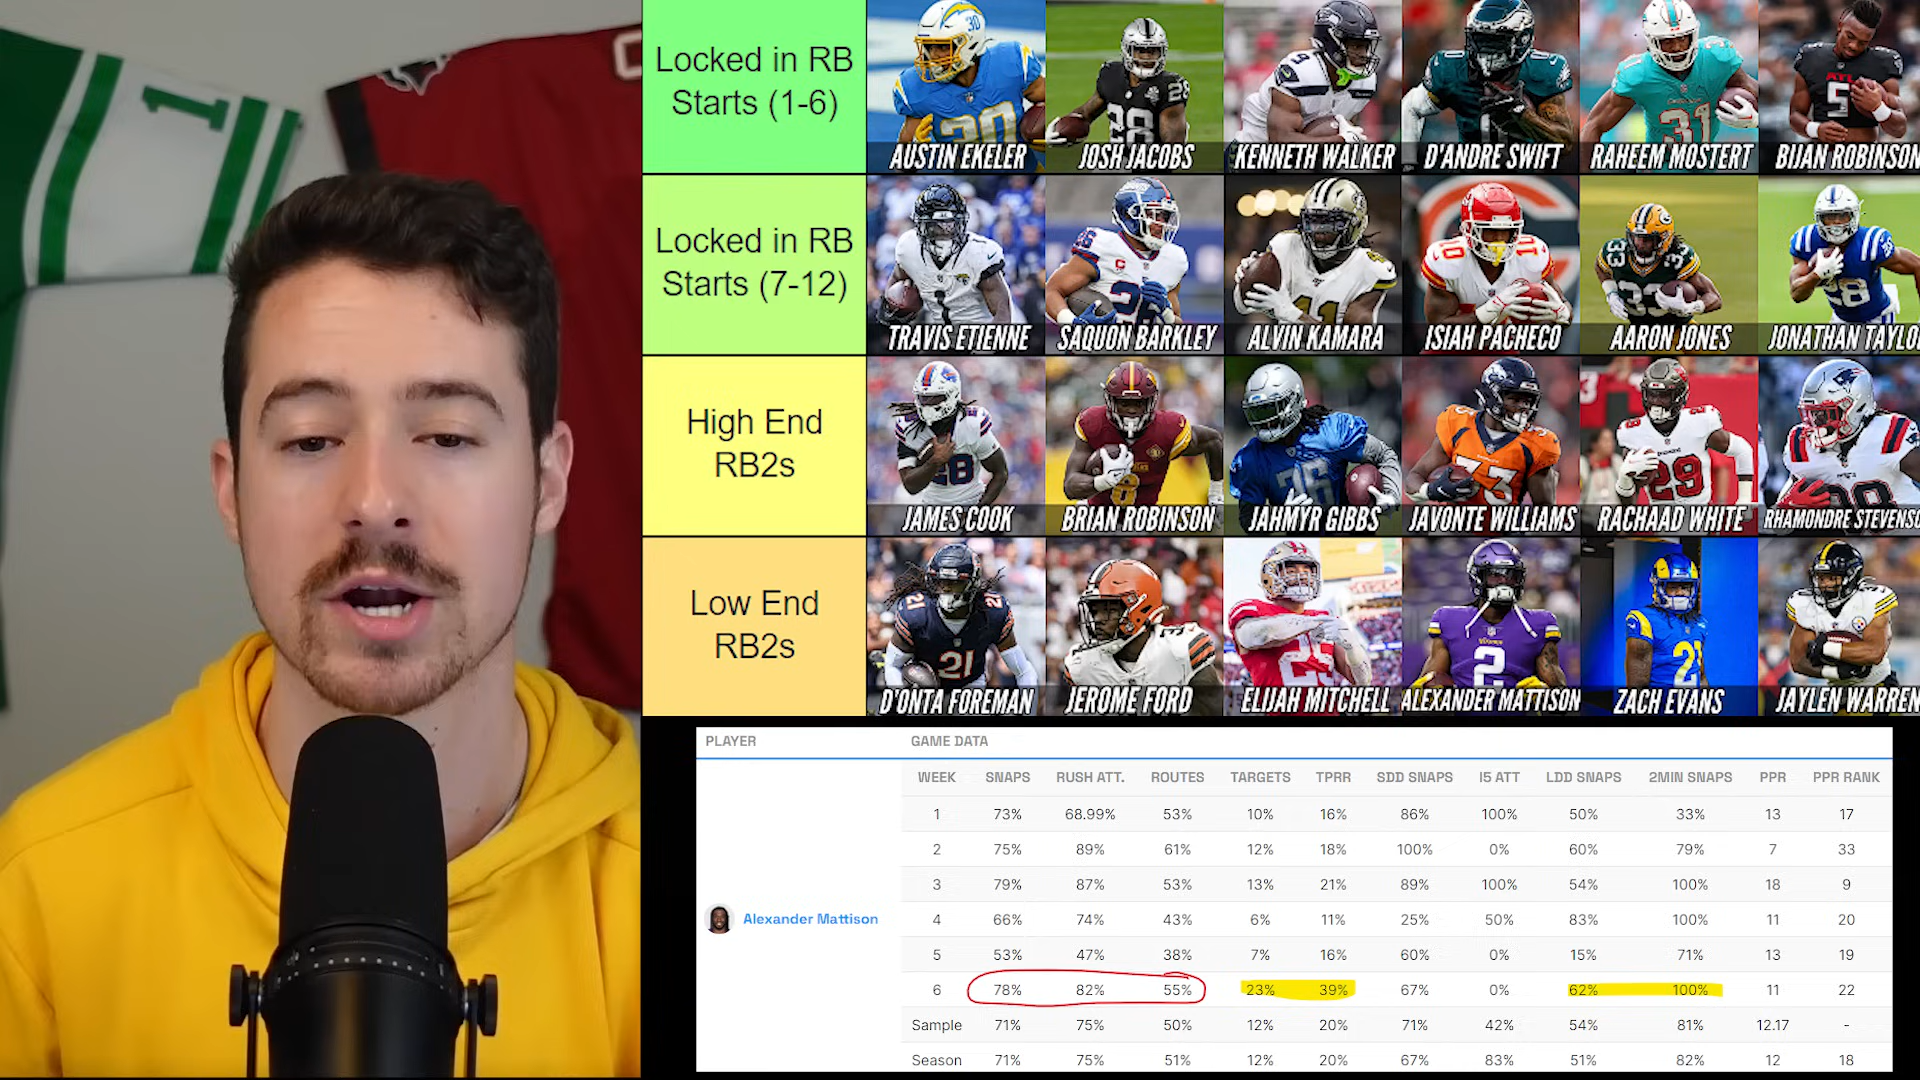 Locked in RB
Starts (1-6)
AUSTIN EKELER
JOSH JACOBS
KENNETH WALKER
D'ANDRE SWIFT
RAHEEM MOSTERT
BIJAN ROBINSON
Locked in RB
Starts (7-12)
TRAVIS ETIENNE
SAQUON BARKLEY
ALVIN KAMARA
ISIAH PACHECO
AARON JONES
JONATHAN TAYLO
High End
RB2s
JAMES COOK
BRIAN ROBINSON
JAHMYR GIBBS
JAVONTE WILLIAMS
RACHAAD WHITE
RHAMONDRE STEVENSO
Low End
RB2s
D'ONTA FOREMAN
JEROME FORD
ELIJAH MITCHELL
ALEXANDER MATTISON
ZACH EVANS
JAYLEN WARREN
PLAYER GAME DATA
WEEK SNAPS RUSH ATT. ROUTES TARGETS TPRR SDD SNAPS I5 ATT LDD SNAPS 2MIN SNAPS PPR PPR RANK
1 73% 68.99% 53% 10% 16% 86% 100% 50% 33% 13 17
2 75% 89% 61% 12% 18% 100% 0% 60% 79% 7 33
3 79% 87% 53% 13% 21% 89% 100% 54% 100% 18 9
Alexander Mattison
4 66% 74% 43% 6% 11% 25% 50% 83% 100% 11 20
5 53% 47% 38% 7% 16% 60% 0% 15% 71% 13 19
6 78% 82% 55% 23% 39% 67% 0% 62% 100% 11 22
Sample 71% 75% 50% 12% 20% 71% 42% 54% 81% 12.17 -
Season 71% 75% 51% 12% 20% 67% 83% 51% 82% 12 18